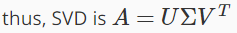 thus, SVD is A = UΣV^T